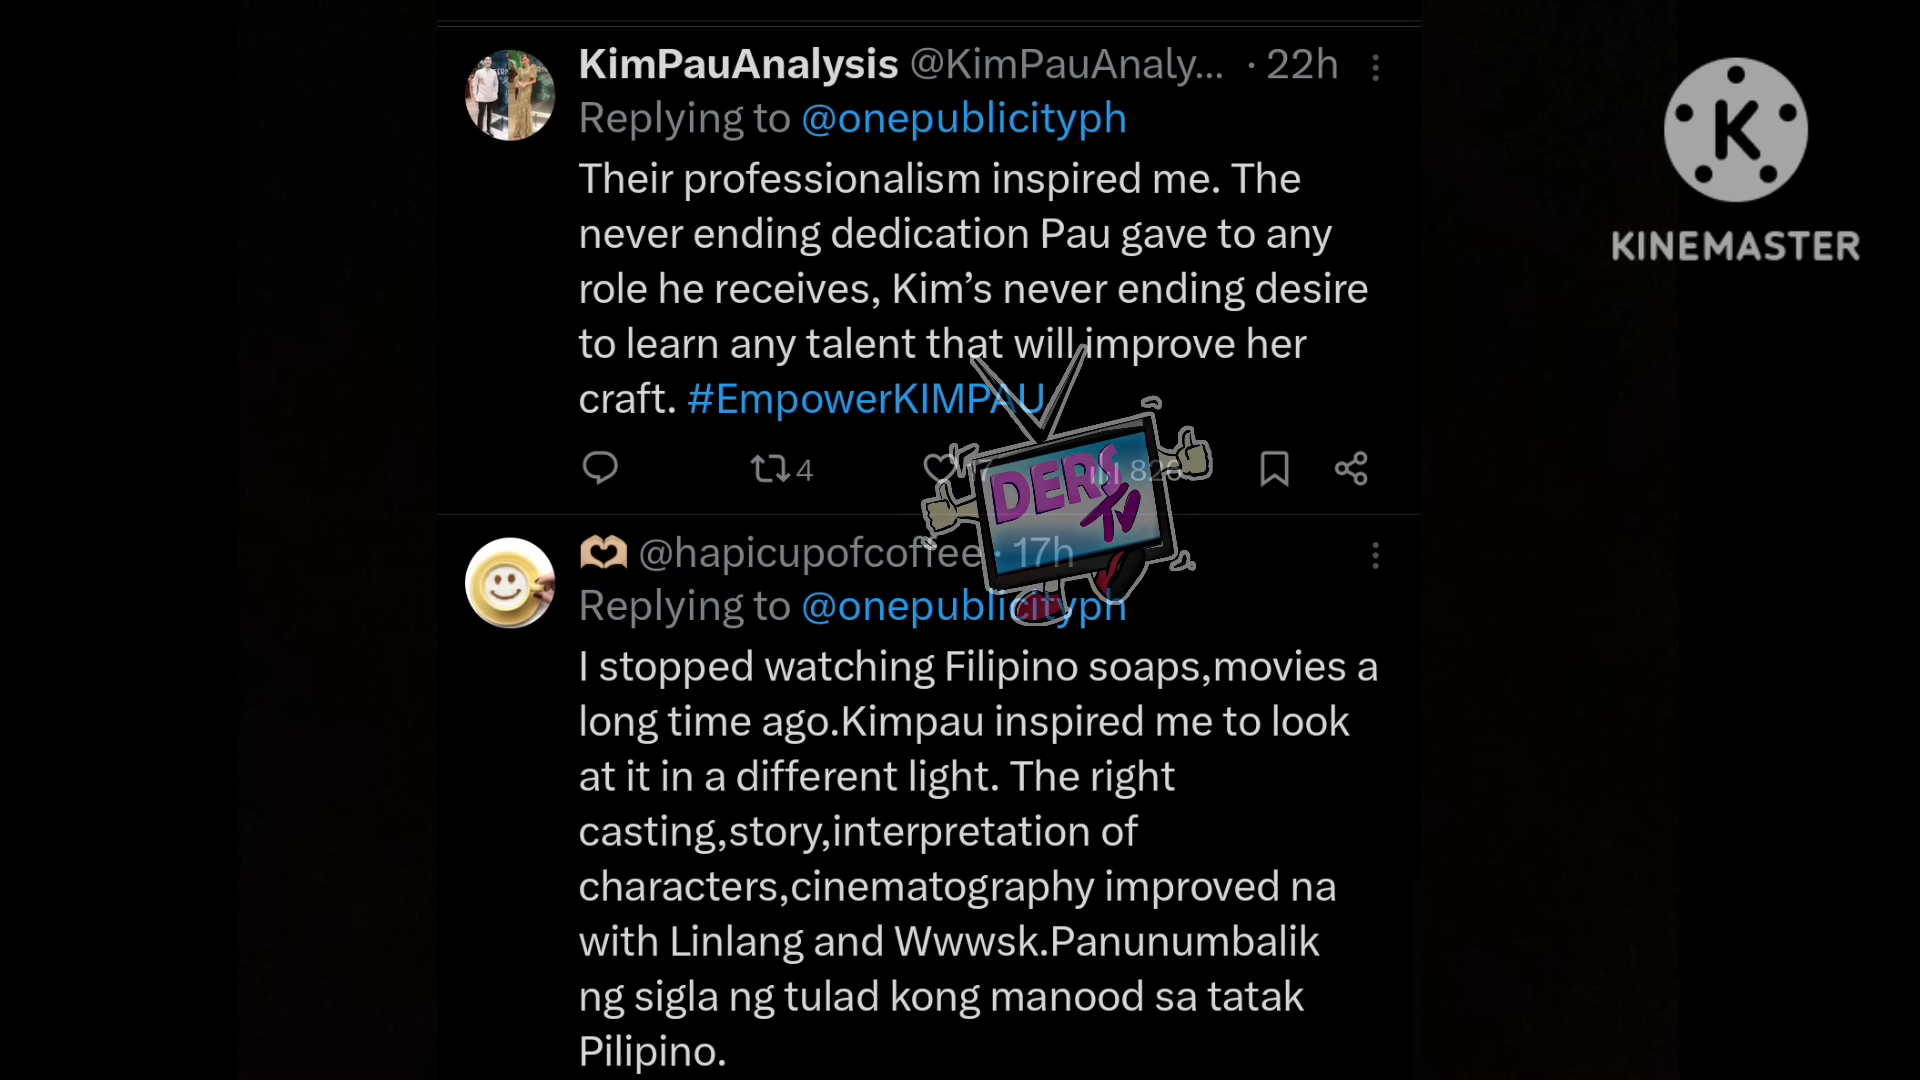 KimPauAnalysis @KimPauAnaly... · 22h
Replying to @onepublicityph
Their professionalism inspired me. The
never ending dedication Pau gave to any
role he receives, Kim’s never ending desire
to learn any talent that will improve her
craft. #EmpowerKIMPAU
4
DERS
TV
@hapicupofcoffee · 17h
Replying to @onepublicityph
I stopped watching Filipino soaps,movies a
long time ago.Kimpau inspired me to look
at it in a different light. The right
casting,story,interpretation of
characters,cinematography improved na
with Linlang and Wwwsk.Panunumbalik
ng sigla ng tulad kong manood sa tatak
Pilipino.
K
KINEMASTER